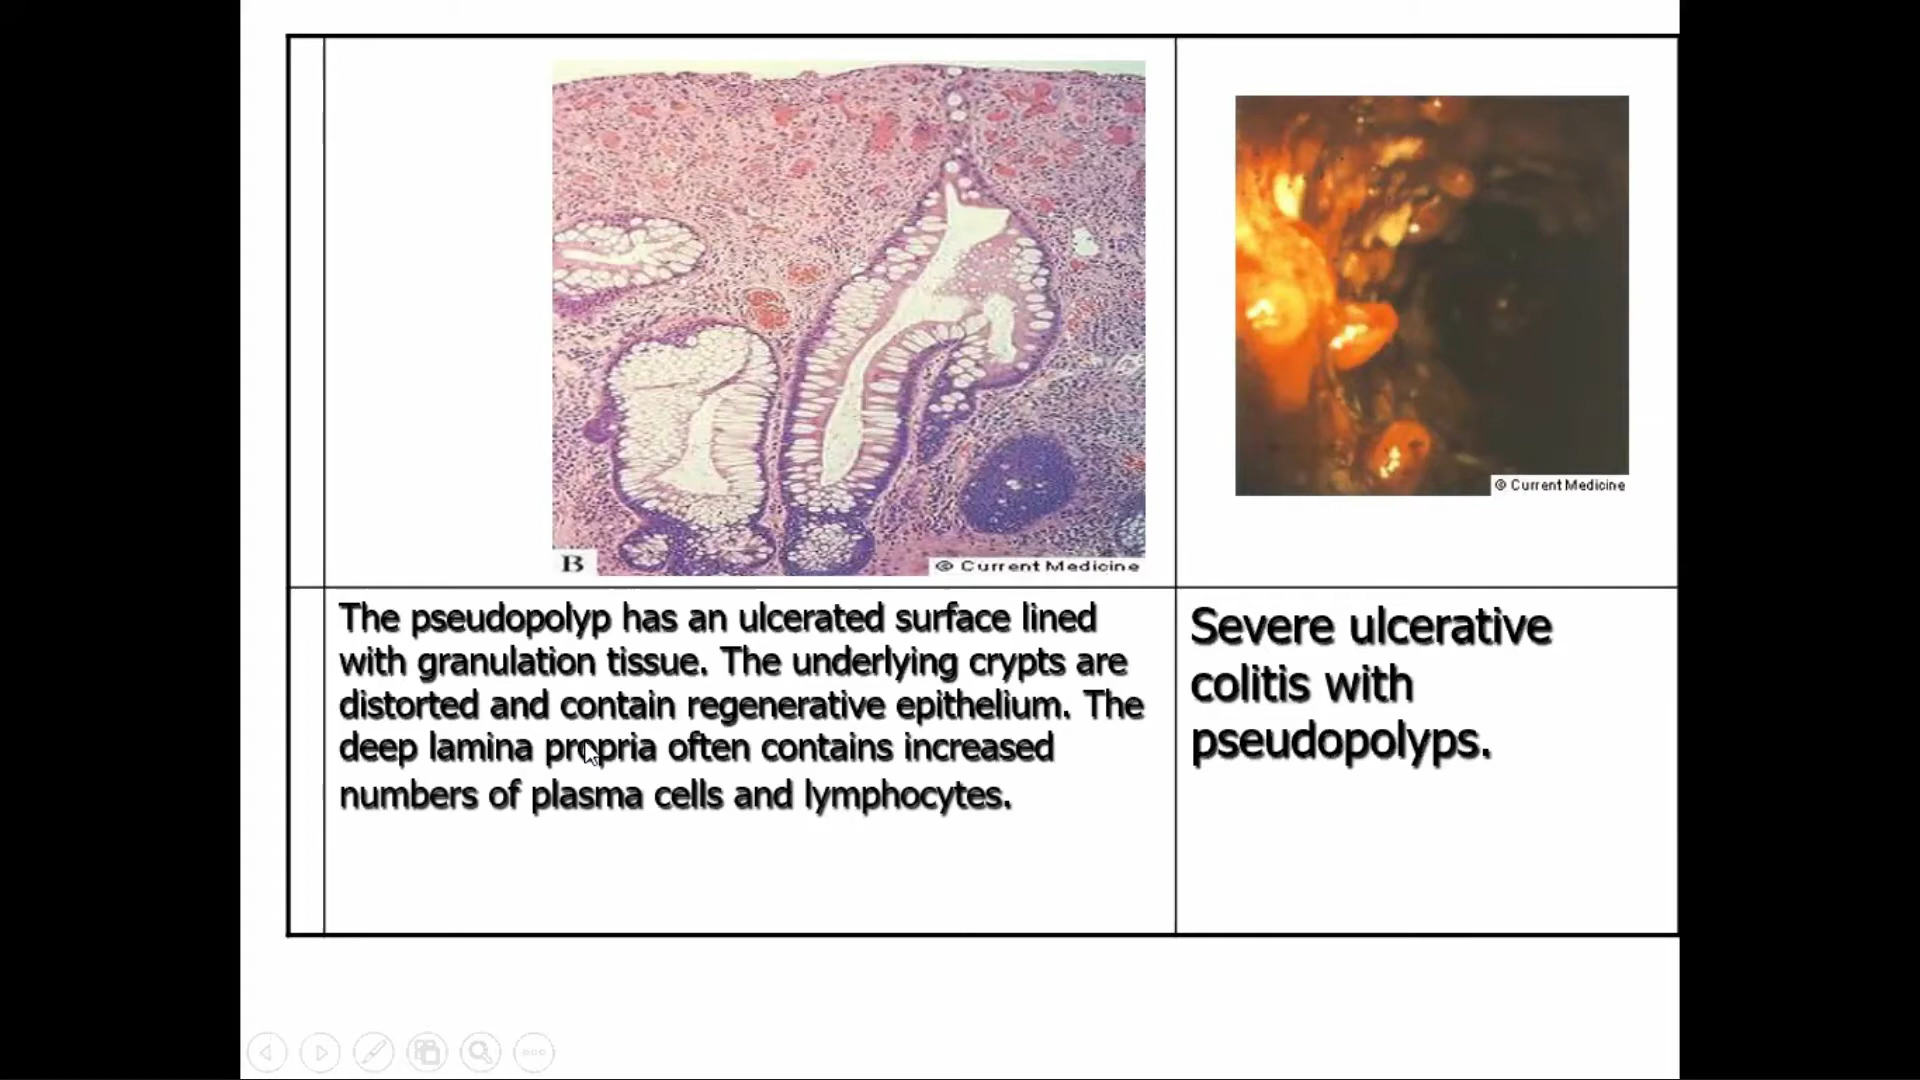 B
© Current Medicine
© Current Medicine
The pseudopolyp has an ulcerated surface lined
with granulation tissue. The underlying crypts are
distorted and contain regenerative epithelium. The
deep lamina propria often contains increased
numbers of plasma cells and lymphocytes.
Severe ulcerative
colitis with
pseudopolyps.